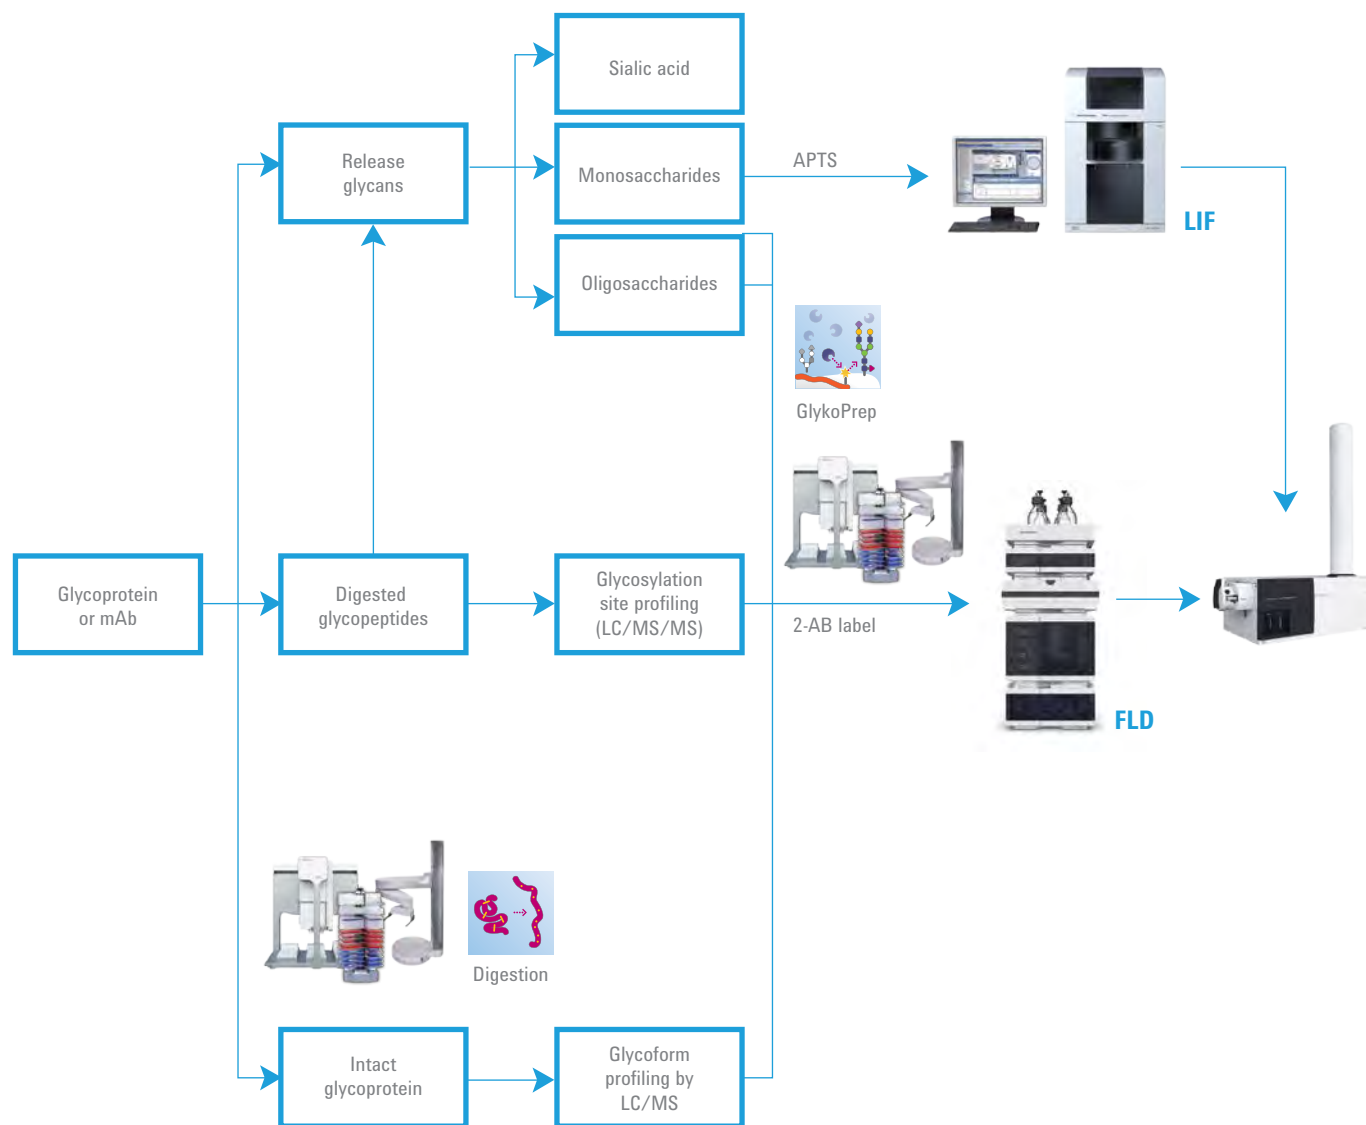 Sialic acid
Release
glycans
Monosaccharides
APTS
LIF
Oligosaccharides
GlykoPrep
Glycoprotein
or mAb
Digested
glycopeptides
Glycosylation
site profiling
(LC/MS/MS)
2-AB label
FLD
Digestion
Intact
glycoprotein
Glycoform
profiling by
LC/MS